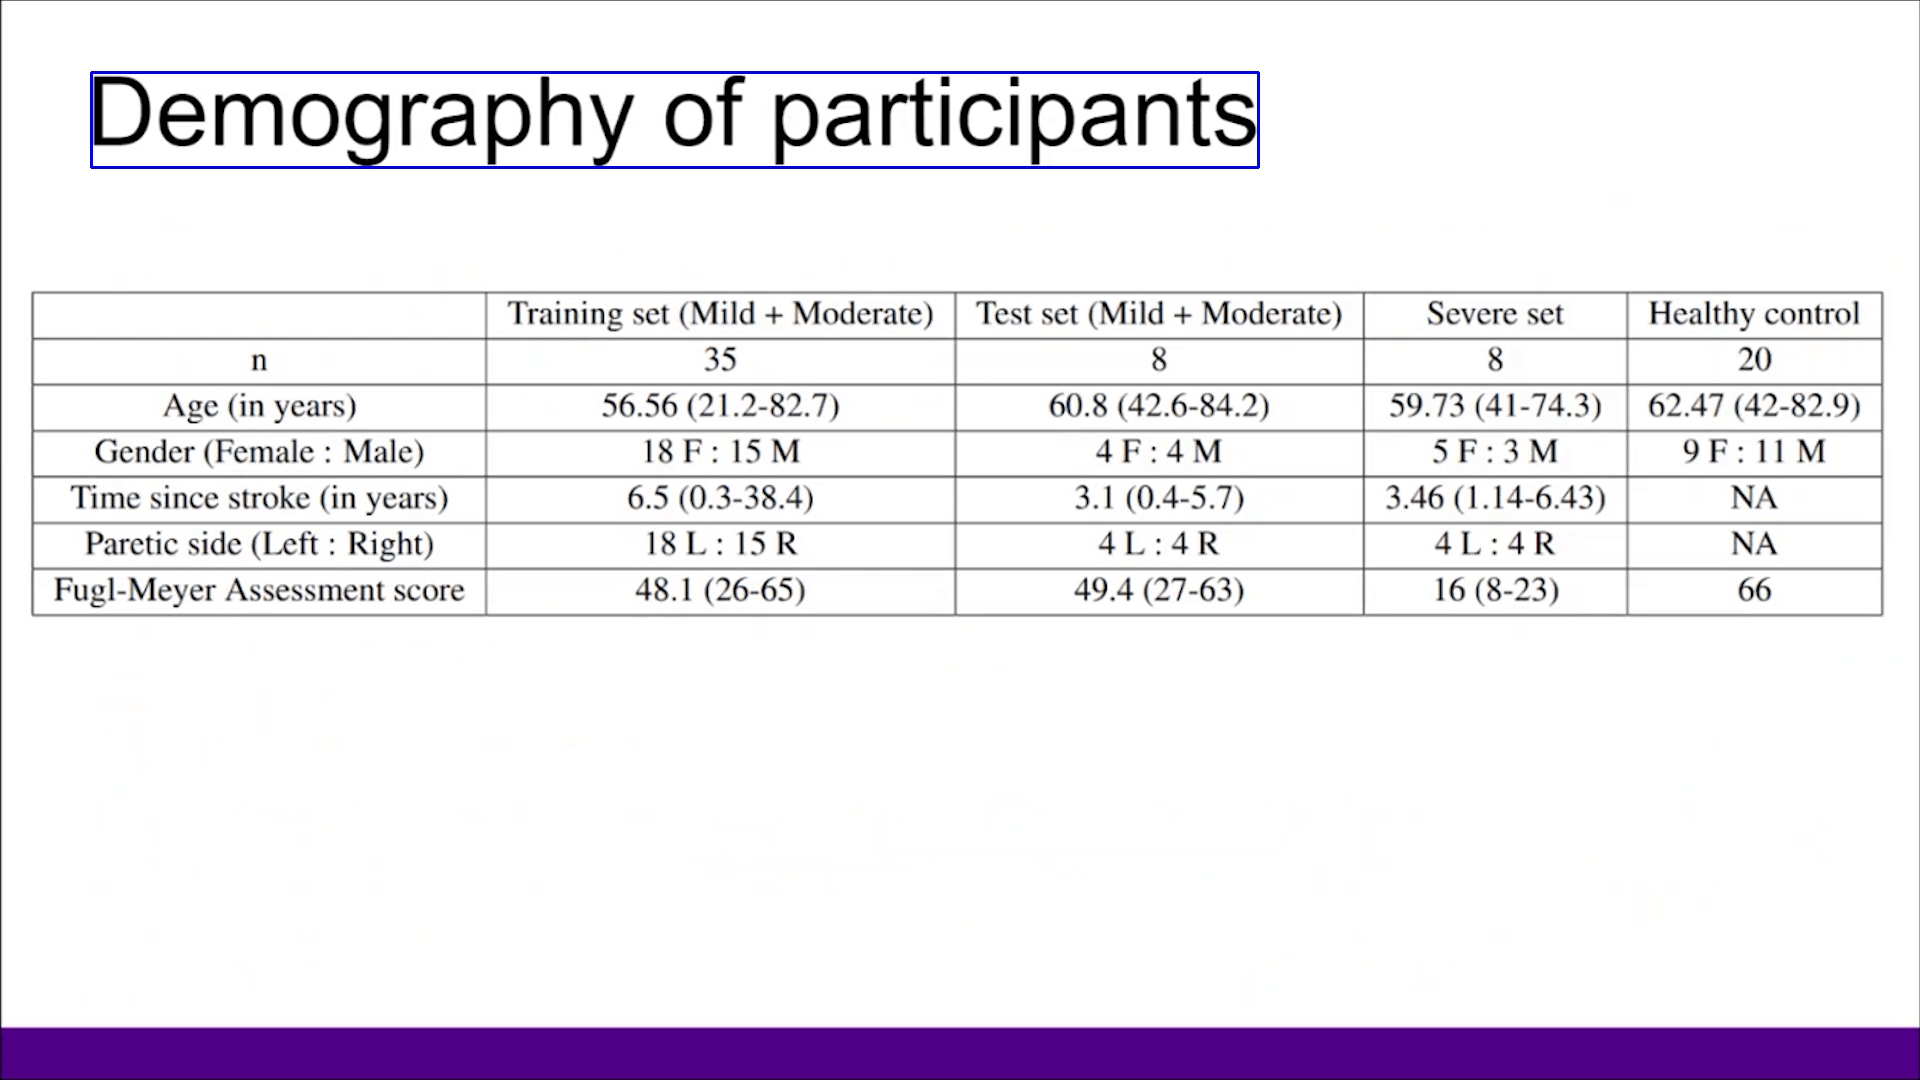 Demography of participants
Training set (Mild + Moderate) Test set (Mild + Moderate) Severe set Healthy control
n 35 8 8 20
Age (in years) 56.56 (21.2-82.7) 60.8 (42.6-84.2) 59.73 (41-74.3) 62.47 (42-82.9)
Gender (Female : Male) 18 F : 15 M 4 F : 4 M 5 F : 3 M 9 F : 11 M
Time since stroke (in years) 6.5 (0.3-38.4) 3.1 (0.4-5.7) 3.46 (1.14-6.43) NA
Paretic side (Left : Right) 18 L : 15 R 4 L : 4 R 4 L : 4 R NA
Fugl-Meyer Assessment score 48.1 (26-65) 49.4 (27-63) 16 (8-23) 66